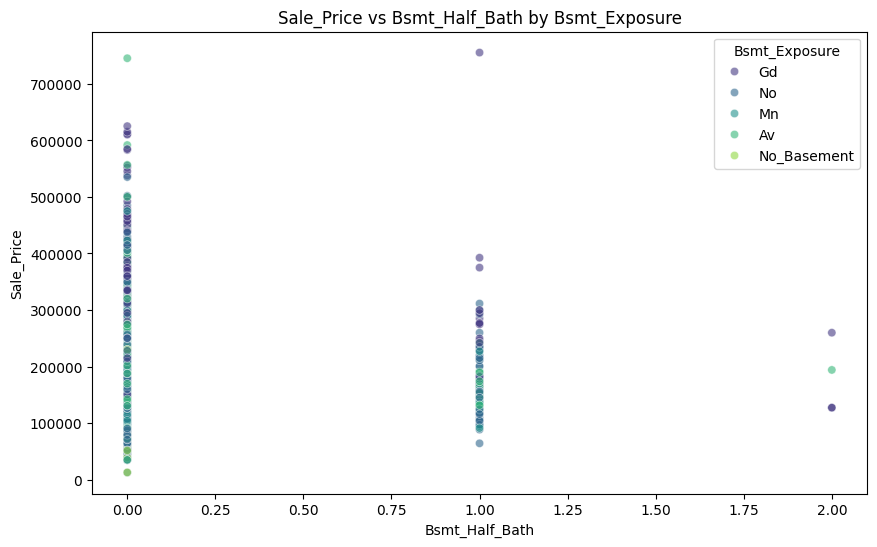 Sale_Price vs Bsmt_Half_Bath by Bsmt_Exposure
Bsmt_Exposure
Gd
No
Mn
Av
No_Basement
Sale_Price
700000
600000
500000
400000
300000
200000
100000
0
0.00
0.25
0.50
0.75
1.00
1.25
1.50
1.75
2.00
Bsmt_Half_Bath